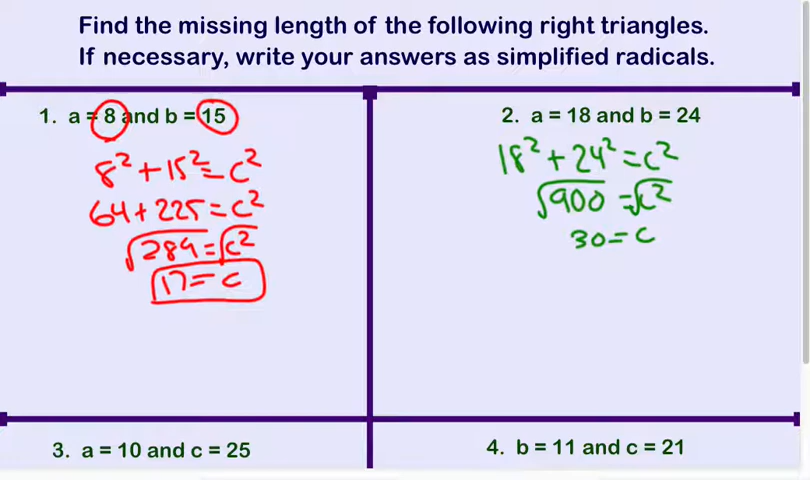 Find the missing length of the following right triangles.
If necessary, write your answers as simplified radicals.
1. a = 8 and b = 15
8² + 15² = c²
64 + 225 = c²
√289 = √c²
17 = c
2. a = 18 and b = 24
18² + 24² = c²
√900 = √c²
30 = c
3. a = 10 and c = 25
4. b = 11 and c = 21